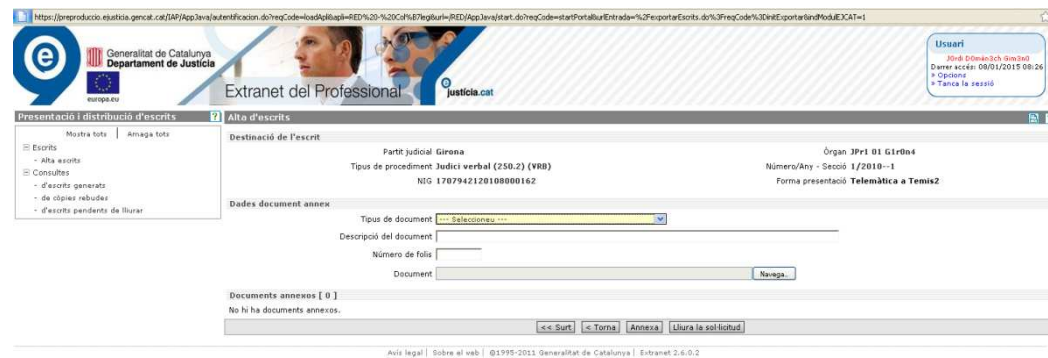 https://preproduccio.ejusticia.gencat.cat/IAP/AppJava/autentificacion.do?reqCode=loadApli&apli=RED%20-%20Col%B7legi&url=/RED/AppJava/start.do?reqCode=startPortal&urlEntrada=%2FexportarEscrits.do%3FreqCode%3DinitExportar&indModulEJCAT=1
Generalitat de Catalunya
Departament de Justícia
europa.eu
Extranet del Professional
ejustícia.cat
Usuari
J0rdi D0mén3ch Gim3n0
Darrer accés: 08/01/2015 08:26
» Opcions
» Tanca la sessió
Presentació i distribució d'escrits ?
Mostra tots | Amaga tots
Escrits
- Alta escrits
Consultes
- d'escrits generats
- de còpies rebudes
- d'escrits pendents de lliurar
Alta d'escrits
Destinació de l'escrit
Partit judicial Girona Òrgan JPr1 01 G1r0n4
Tipus de procediment Judici verbal (250.2) (VRB) Número/Any - Secció 1/2010--1
NIG 1707942120108000162 Forma presentació Telemàtica a Temis2
Dades document annex
Tipus de document --- Seleccioneu ---
Descripció del document
Número de folis
Document Navega...
Documents annexos [ 0 ]
No hi ha documents annexos.
<< Surt < Torna Annexa Lliura la sol·licitud
Avís legal | Sobre el web | @1995-2011 Generalitat de Catalunya | Extranet 2.6.0.2